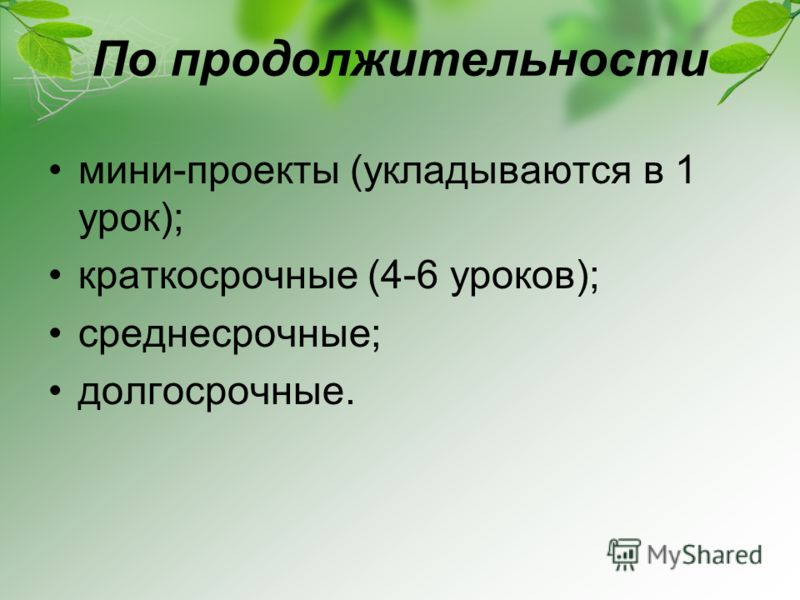 По продолжительности
• мини-проекты (укладываются в 1
урок);
• краткосрочные (4-6 уроков);
• среднесрочные;
• долгосрочные.
MyShared